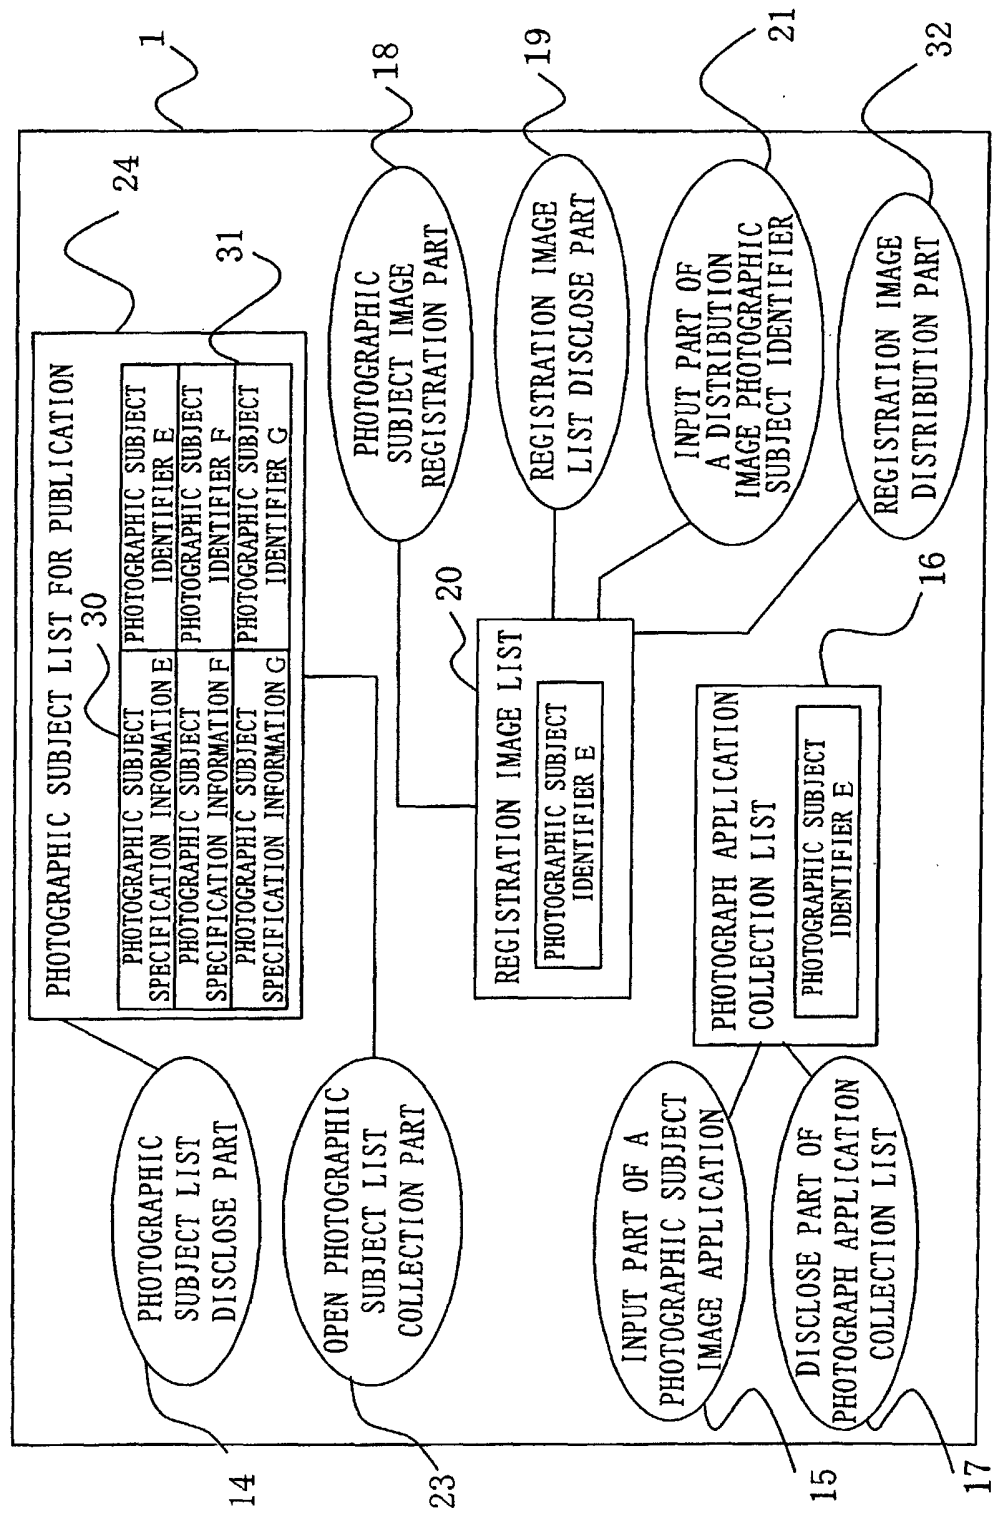 1
24
PHOTOGRAPHIC SUBJECT LIST FOR PUBLICATION
30
31
PHOTOGRAPHIC SUBJECT
SPECIFICATION INFORMATION E
PHOTOGRAPHIC SUBJECT
IDENTIFIER E
PHOTOGRAPHIC SUBJECT
SPECIFICATION INFORMATION F
PHOTOGRAPHIC SUBJECT
IDENTIFIER F
PHOTOGRAPHIC SUBJECT
SPECIFICATION INFORMATION G
PHOTOGRAPHIC SUBJECT
IDENTIFIER G
14
PHOTOGRAPHIC
SUBJECT LIST
DISCLOSE PART
23
OPEN PHOTOGRAPHIC
SUBJECT LIST
COLLECTION PART
18
PHOTOGRAPHIC
SUBJECT IMAGE
REGISTRATION PART
20
REGISTRATION IMAGE LIST
PHOTOGRAPHIC SUBJECT
IDENTIFIER E
19
REGISTRATION IMAGE
LIST DISCLOSE PART
21
INPUT PART OF
A DISTRIBUTION
IMAGE PHOTOGRAPHIC
SUBJECT IDENTIFIER
32
REGISTRATION IMAGE
DISTRIBUTION PART
15
INPUT PART OF A
PHOTOGRAPHIC SUBJECT
IMAGE APPLICATION
16
PHOTOGRAPH APPLICATION
COLLECTION LIST
PHOTOGRAPHIC SUBJECT
IDENTIFIER E
17
DISCLOSE PART OF
PHOTOGRAPH APPLICATION
COLLECTION LIST